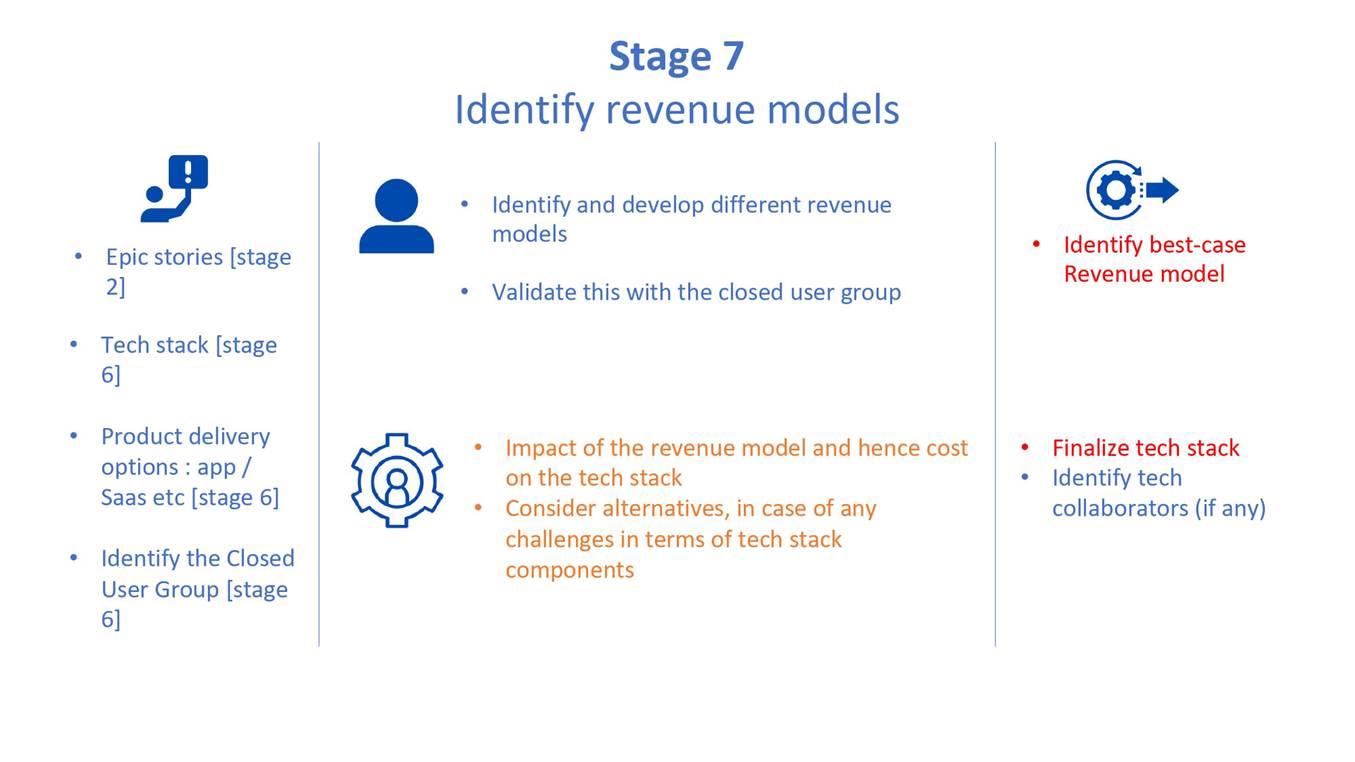 Stage 7
Identify revenue models
• Epic stories [stage
2]
• Tech stack [stage
6]
• Product delivery
options : app /
Saas etc [stage 6]
• Identify the Closed
User Group [stage
6]
• Identify and develop different revenue
models
• Validate this with the closed user group
• Impact of the revenue model and hence cost
on the tech stack
• Consider alternatives, in case of any
challenges in terms of tech stack
components
• Identify best-case
Revenue model
• Finalize tech stack
• Identify tech
collaborators (if any)